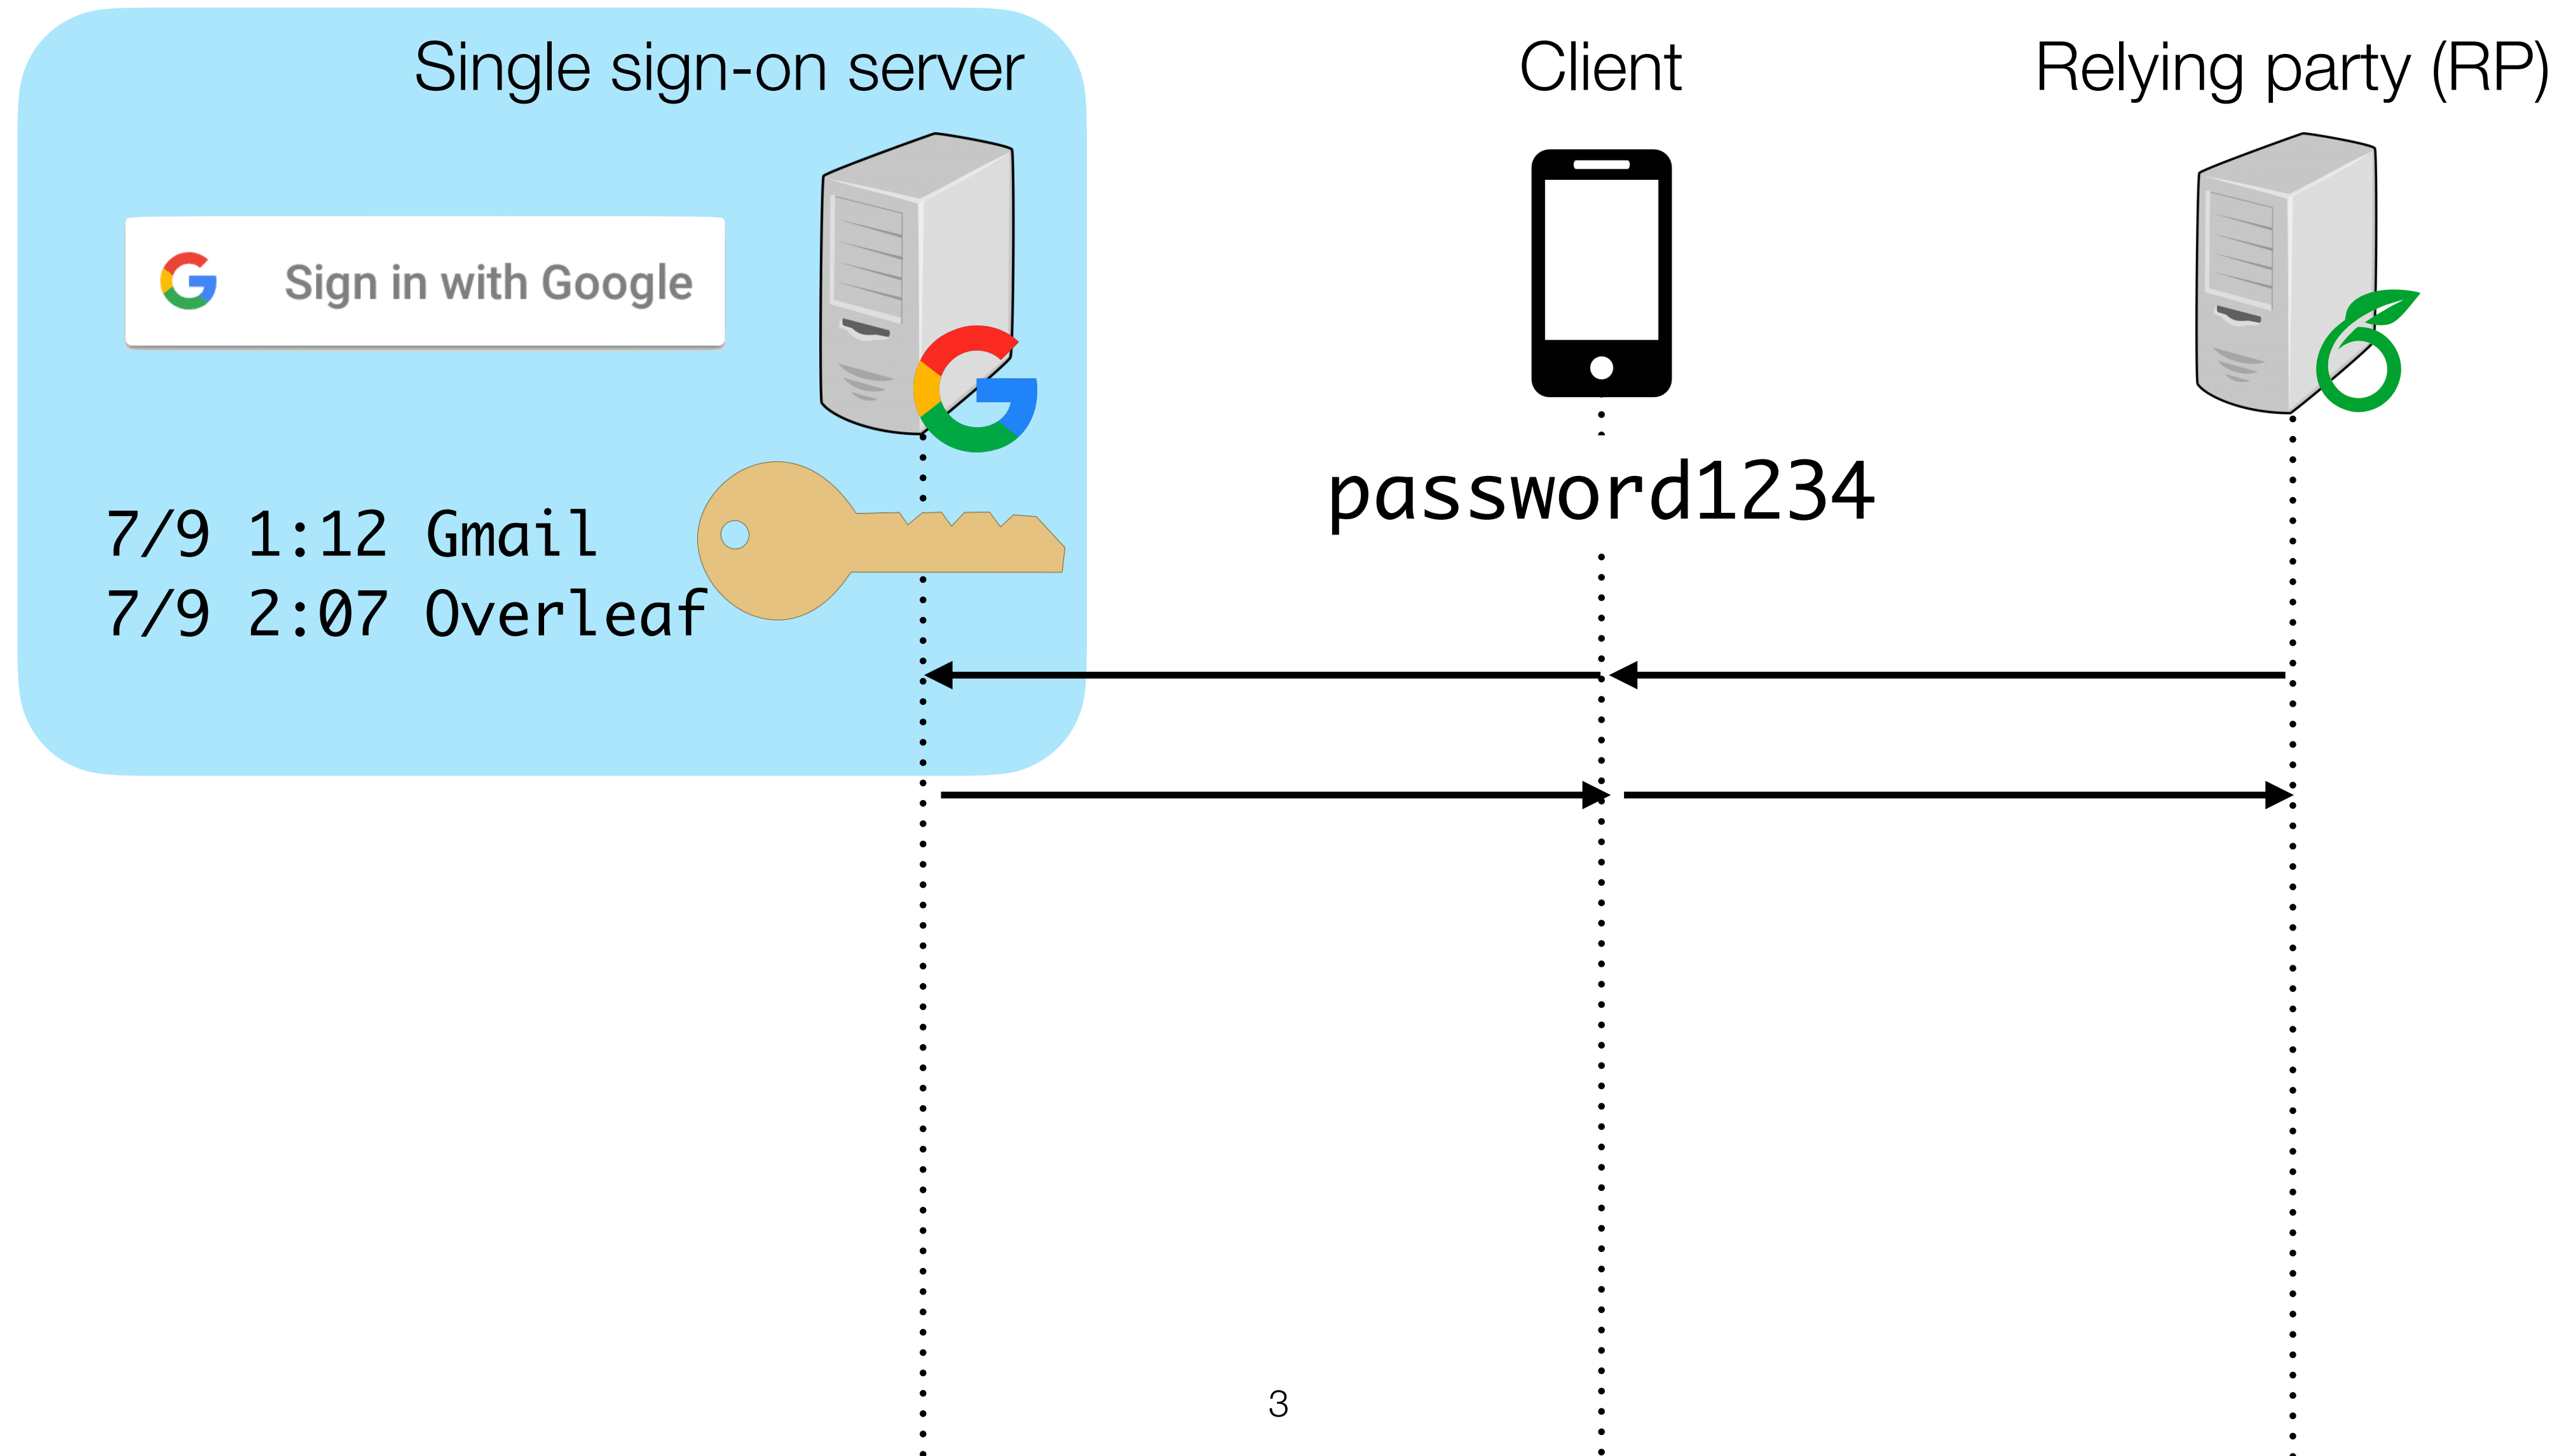 Single sign-on server
Client
Relying party (RP)
Sign in with Google
password1234
7/9 1:12 Gmail
7/9 2:07 Overleaf
3